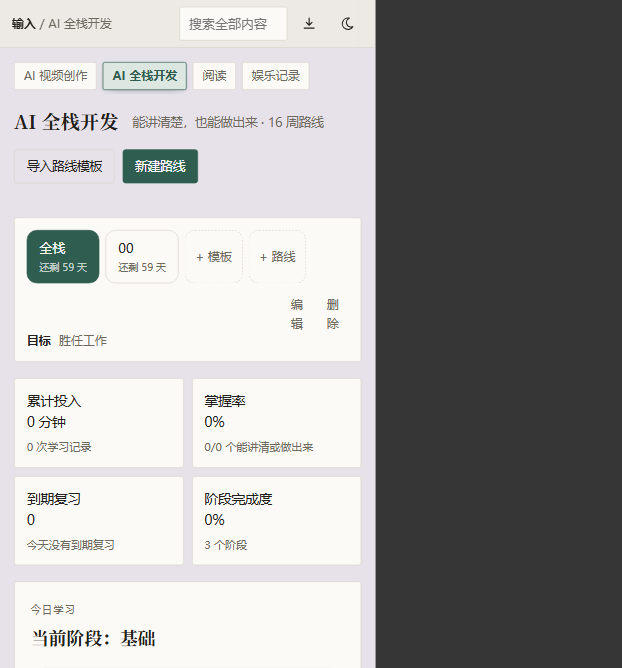 输入 / AI 全栈开发
搜索全部内容
AI 视频创作
AI 全栈开发
阅读
娱乐记录
AI 全栈开发
能讲清楚，也能做出来 · 16 周路线
导入路线模板
新建路线
全栈
还剩 59 天
00
还剩 59 天
+ 模板
+ 路线
编辑
删除
目标 胜任工作
累计投入
0 分钟
0 次学习记录
掌握率
0%
0/0 个能讲清或做出来
到期复习
0
今天没有到期复习
阶段完成度
0%
3 个阶段
今日学习
当前阶段：基础